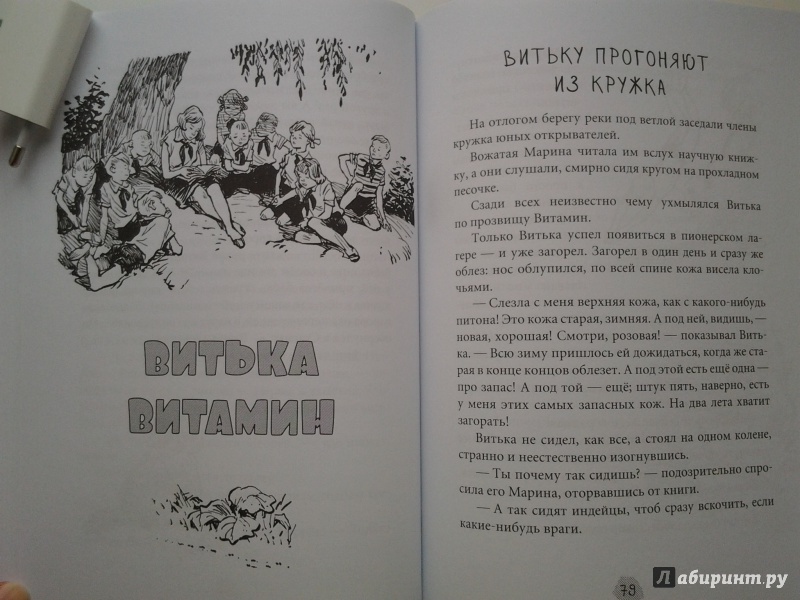 ВИТЬКА
ВИТАМИН
ВИТЬКУ ПРОГОНЯЮТ
ИЗ КРУЖКА
На отлогом берегу реки под ветлой заседали члены
кружка юных открывателей.
Вожатая Марина читала им вслух научную книж-
ку, а они слушали, смирно сидя кругом на прохладном
песочке.
Сзади всех неизвестно чему ухмылялся Витька
по прозвищу Витамин.
Только Витька успел появиться в пионерском ла-
гере — и уже загорел. Загорел в один день и сразу же
облез: нос облупился, по всей спине кожа висела кло-
чьями.
— Слезла с меня верхняя кожа, как с какого-нибудь
питона! Это кожа старая, зимняя. А под ней, видишь, —
новая, хорошая! Смотри, розовая! — показывал Вить-
ка. — Всю зиму пришлось ей дожидаться, когда же ста-
рая в конце концов облезет. А под этой есть ещё одна —
про запас! А под той — ещё; штук пять, наверно, есть
у меня этих самых запасных кож. На два лета хватит
загорать!
Витька не сидел, как все, а стоял на одном колене,
странно и неестественно изогнувшись.
— Ты почему так сидишь? — подозрительно спро-
сила его Марина, оторвавшись от книги.
— А так сидят индейцы, чтоб сразу вскочить, если
какие-нибудь враги.
79
Лабиринт.ру